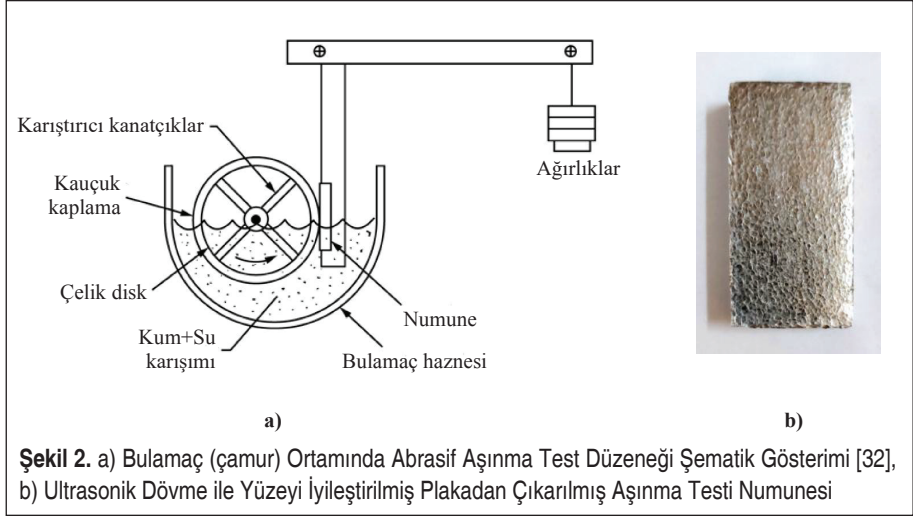 Karıştırıcı kanatçıklar
Kauçuk
kaplama
Çelik disk
Kum+Su
karışımı
Ağırlıklar
Numune
Bulamaç haznesi
a)
b)
Şekil 2. a) Bulamaç (çamur) Ortamında Abrasif Aşınma Test Düzeneği Şematik Gösterimi [32],
b) Ultrasonik Dövme ile Yüzeyi İyileştirilmiş Plakadan Çıkarılmış Aşınma Testi Numunesi